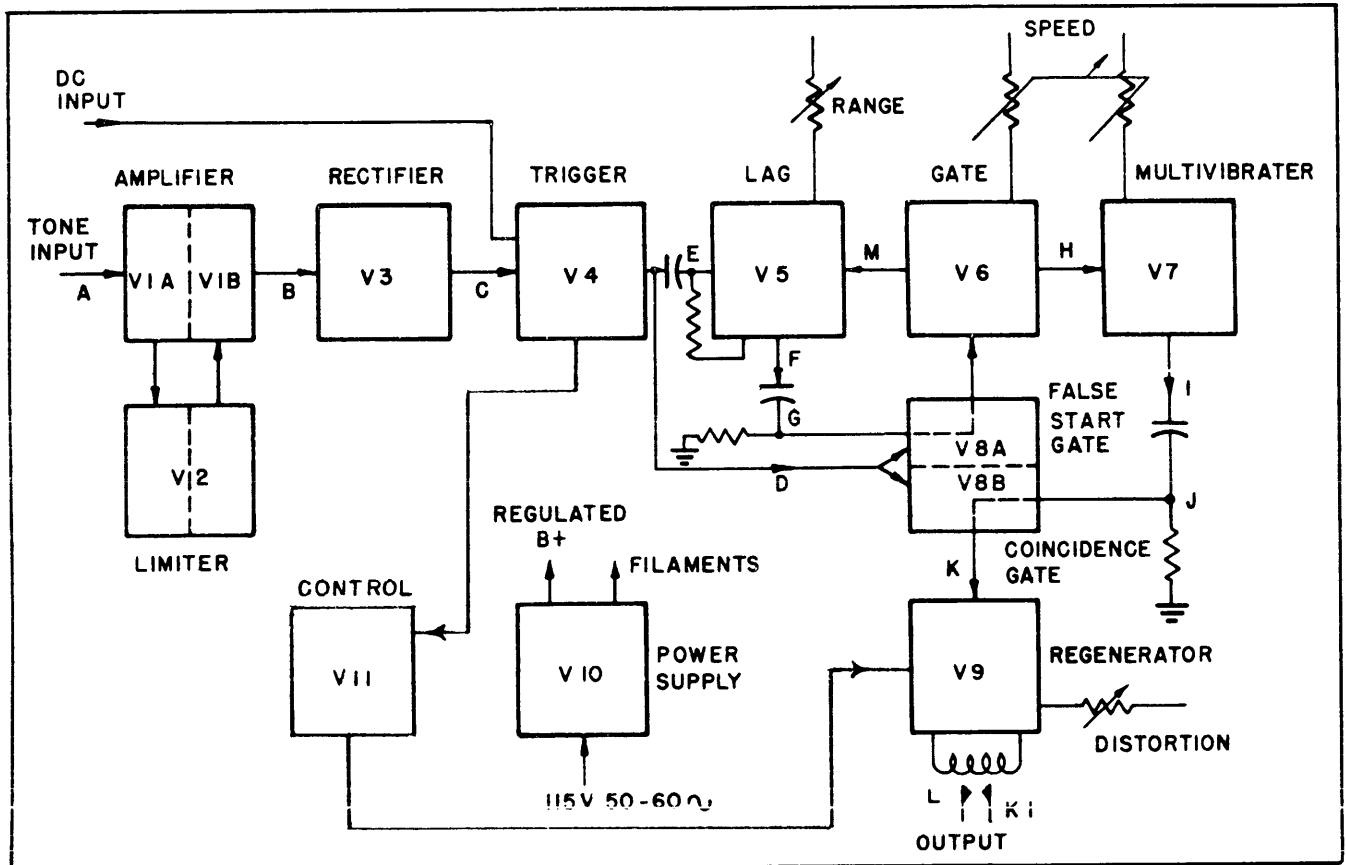 SPEED
DC
INPUT
RANGE
AMPLIFIER
RECTIFIER
TRIGGER
LAG
GATE
MULTIVIBRATER
TONE
INPUT
A
V1A
V1B
B
V3
C
V4
E
V5
M
V6
H
V7
F
G
I
FALSE
START
GATE
V8A
V8B
D
J
V2
LIMITER
REGULATED
B+
FILAMENTS
COINCIDENCE
GATE
K
CONTROL
V11
V10
POWER
SUPPLY
V9
REGENERATOR
DISTORTION
115V 50-60~
L
K1
OUTPUT